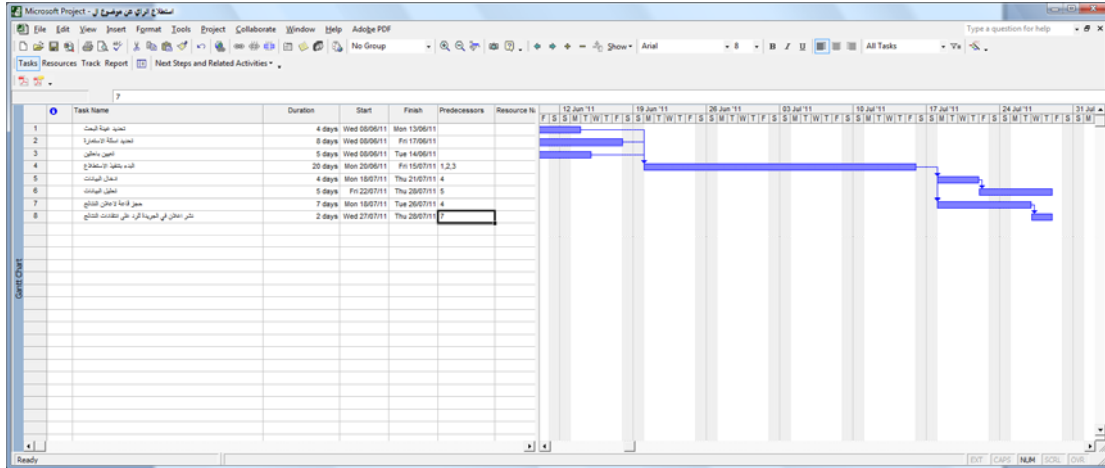 Microsoft Project - استطلاع الراي عن موضوع ال
File Edit View Insert Format Tools Project Collaborate Window Help Adobe PDF Type a question for help
No Group Show Arial 8 B I U All Tasks
Tasks Resources Track Report Next Steps and Related Activities
7
Task Name Duration Start Finish Predecessors Resource Na 12 Jun '11 19 Jun '11 26 Jun '11 03 Jul '11 10 Jul '11 17 Jul '11 24 Jul '11 31 Jul
F S S M T W T F S S M T W T F S S M T W T F S S M T W T F S S M T W T F S S M T W T F S S M T W T F S S M
1 تحديد عينة البحث 4 days Wed 08/06/11 Mon 13/06/11
2 تحديد اسئلة الاستمارة 8 days Wed 08/06/11 Fri 17/06/11
3 تعيين باحثين 5 days Wed 08/06/11 Tue 14/06/11
4 البدء بتنفيذ الاستطلاع 20 days Mon 20/06/11 Fri 15/07/11 1,2,3
5 ادخال البيانات 4 days Mon 18/07/11 Thu 21/07/11 4
6 تحليل البيانات 5 days Fri 22/07/11 Thu 28/07/11 5
7 حجز قاعة لاعلان النتائج 7 days Mon 18/07/11 Tue 26/07/11 4
8 نشر اعلان في الجريدة للرد على انتقادات النتائج 2 days Wed 27/07/11 Thu 28/07/11 7
Gantt Chart
Ready EXT CAPS NUM SCRL OVR